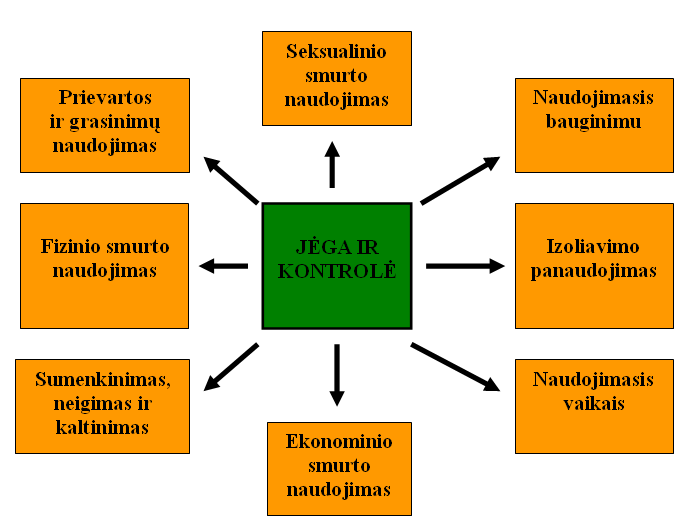 Seksualinio
smurto
naudojimas
Prievartos
ir grasinimų
naudojimas
Naudojimasis
bauginimu
Fizinio smurto
naudojimas
JĖGA IR
KONTROLĖ
Izoliavimo
panaudojimas
Sumenkinimas,
neigimas ir
kaltinimas
Naudojimasis
vaikais
Ekonominio
smurto
naudojimas